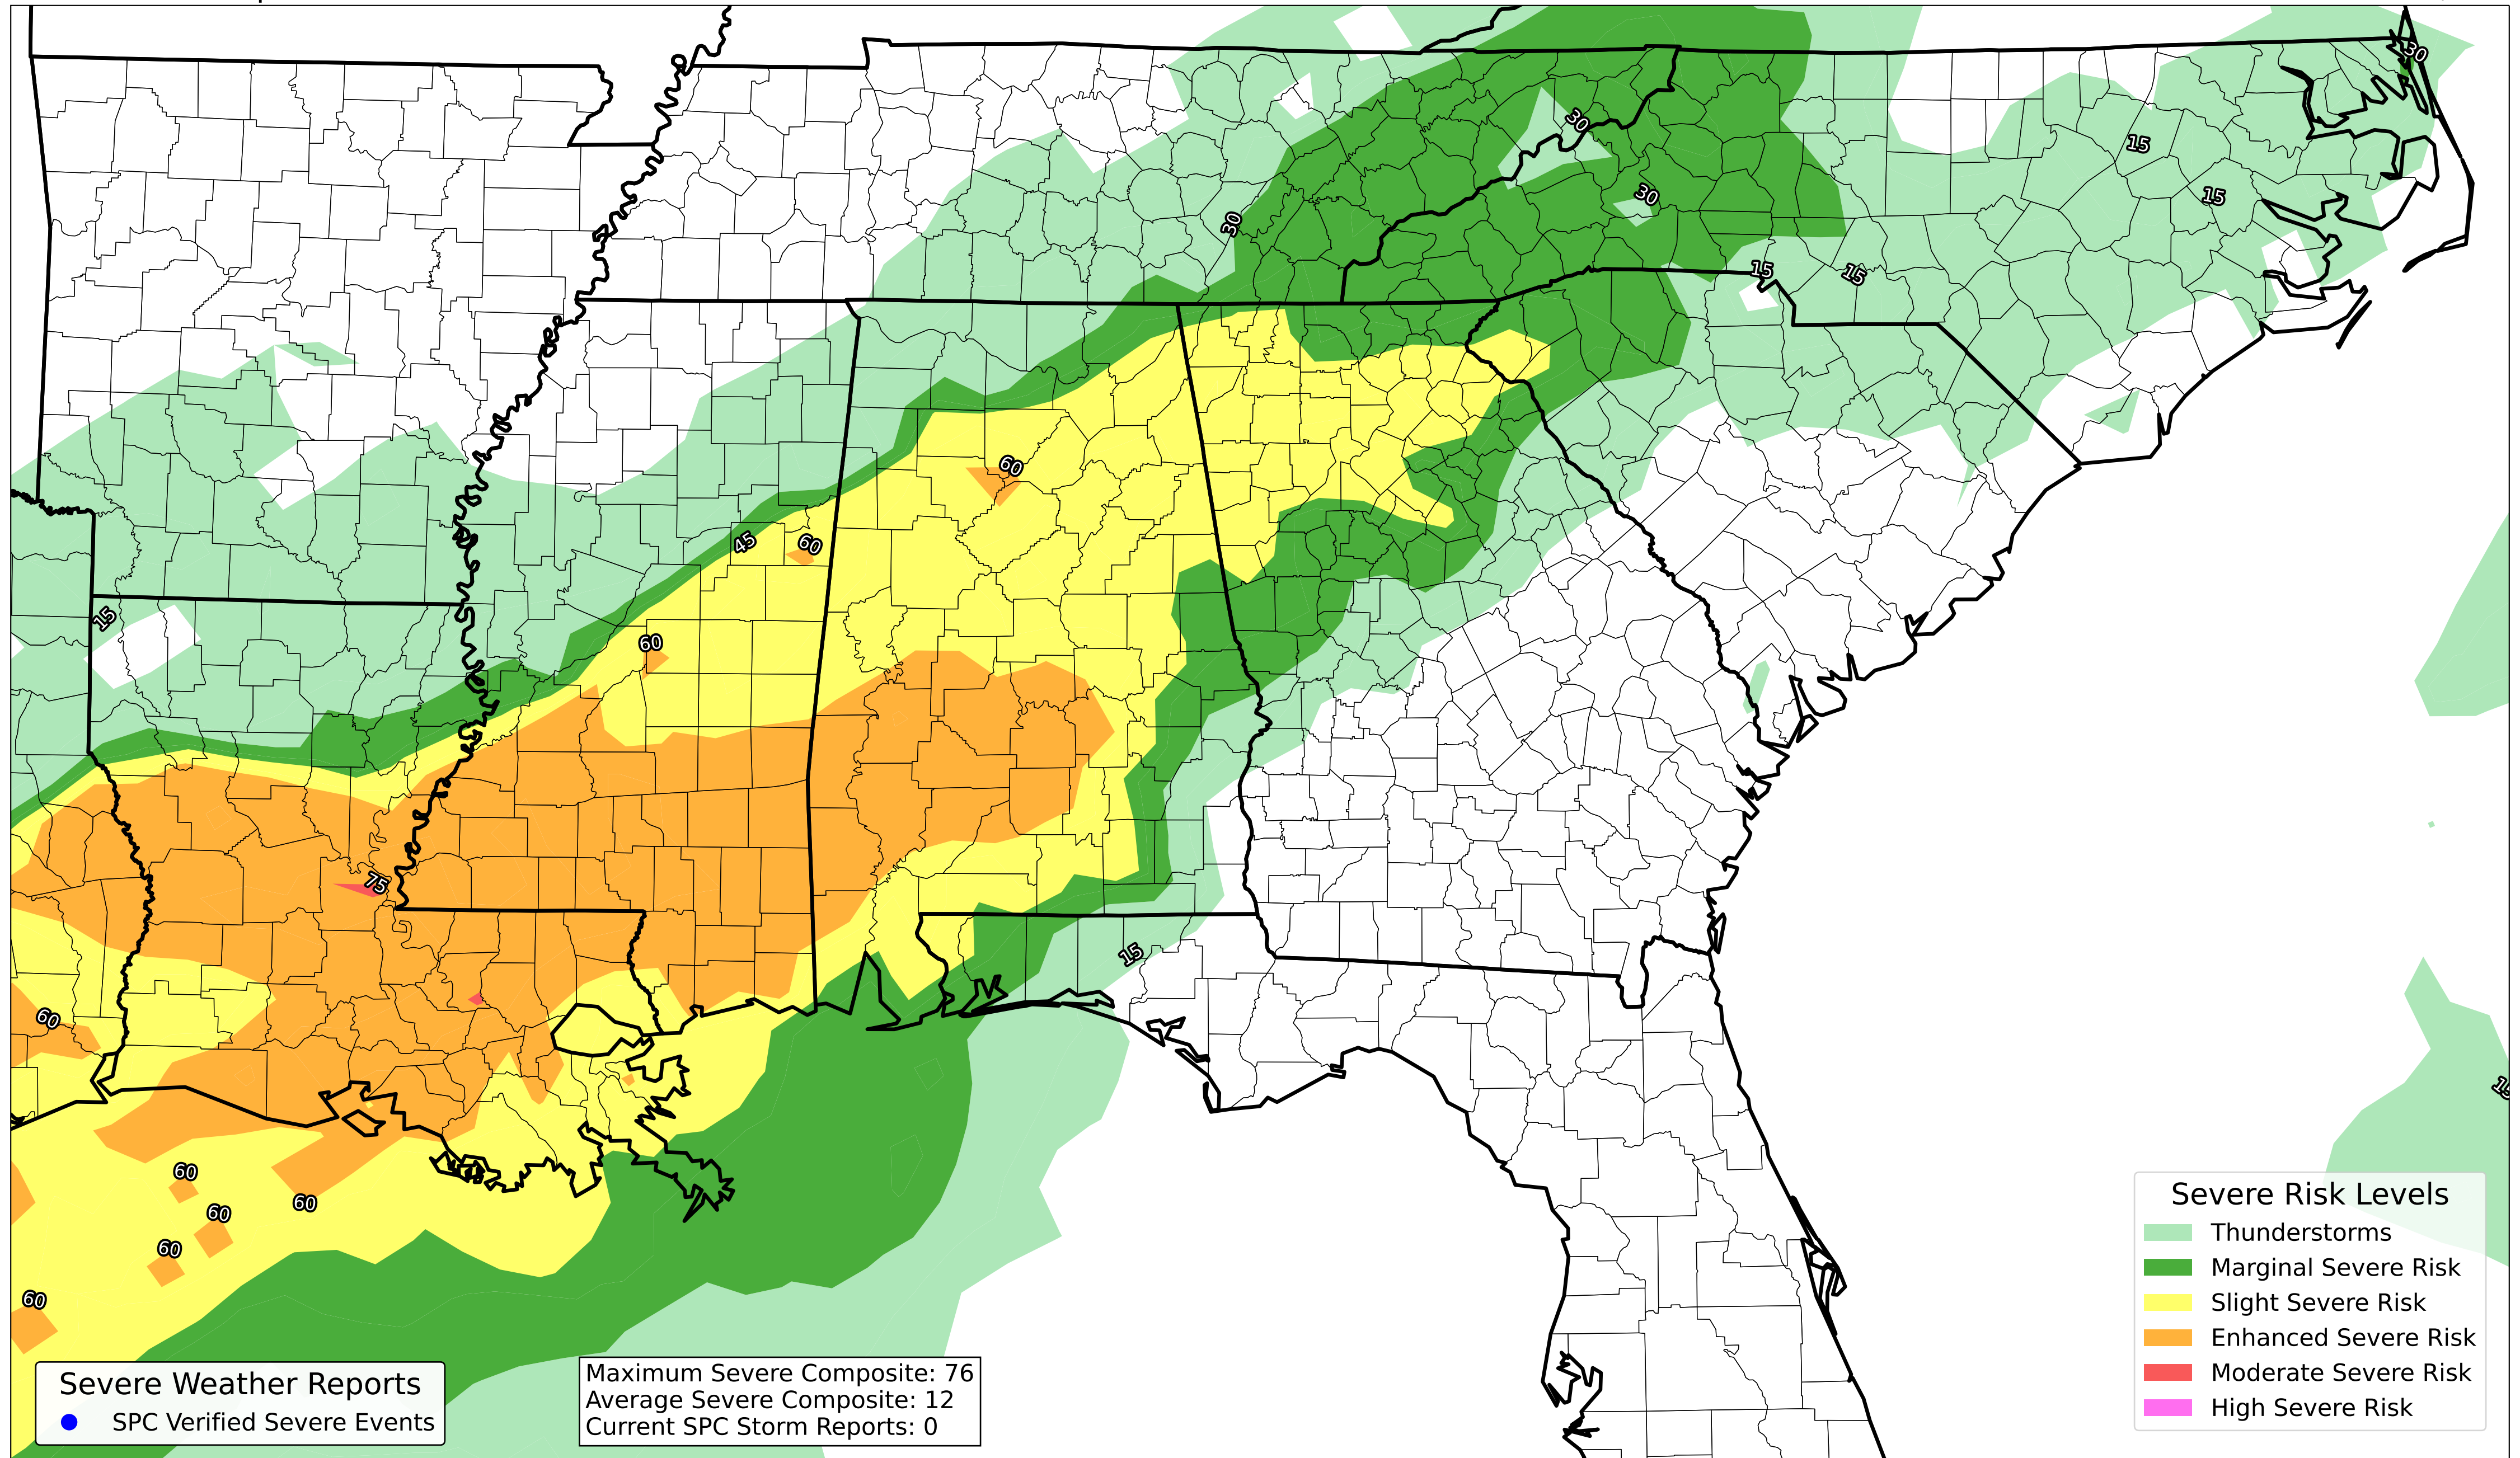 30
30
15
30
15
30
15
15
60
45
60
15
60
75
15
60
15
60
60
60
60
60
Severe Risk Levels
Thunderstorms
Marginal Severe Risk
Slight Severe Risk
Enhanced Severe Risk
Moderate Severe Risk
High Severe Risk
Severe Weather Reports
SPC Verified Severe Events
Maximum Severe Composite: 76
Average Severe Composite: 12
Current SPC Storm Reports: 0